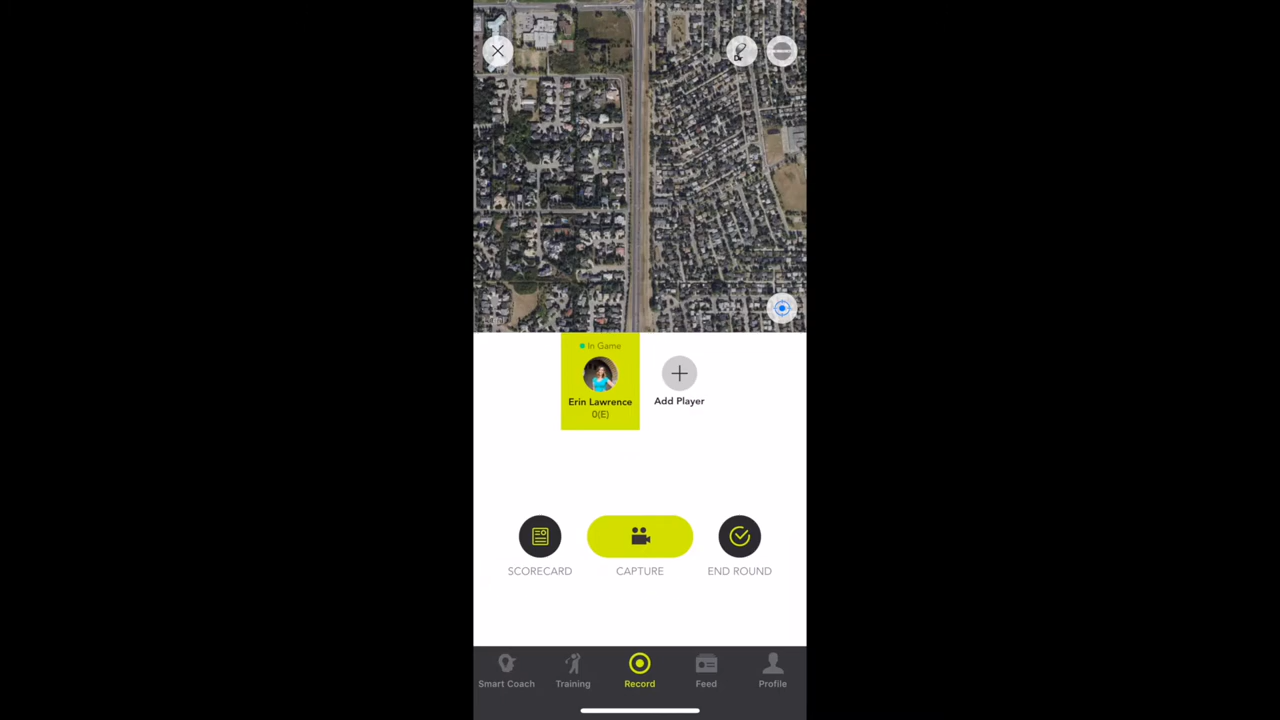 In Game
Erin Lawrence
0(E)
Add Player
SCORECARD
CAPTURE
END ROUND
Smart Coach
Training
Record
Feed
Profile